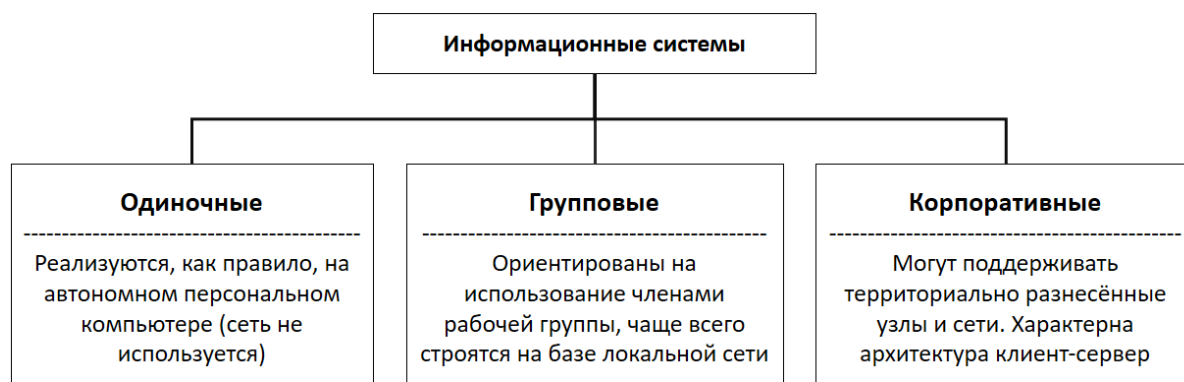 Информационные системы
Одиночные
Реализуются, как правило, на
автономном персональном
компьютере (сеть не
используется)
Групповые
Ориентированы на
использование членами
рабочей группы, чаще всего
строятся на базе локальной сети
Корпоративные
Могут поддерживать
территориально разнесённые
узлы и сети. Характерна
архитектура клиент-сервер